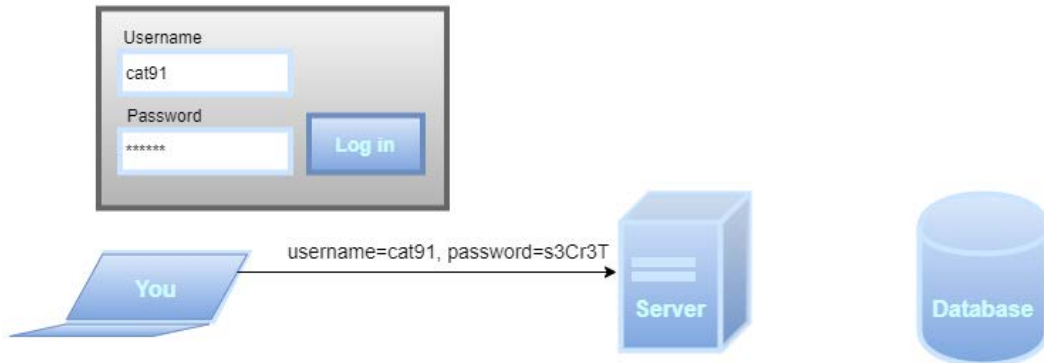 Username
cat91
Password
******
Log in
username=cat91, password=s3Cr3T
You
Server
Database